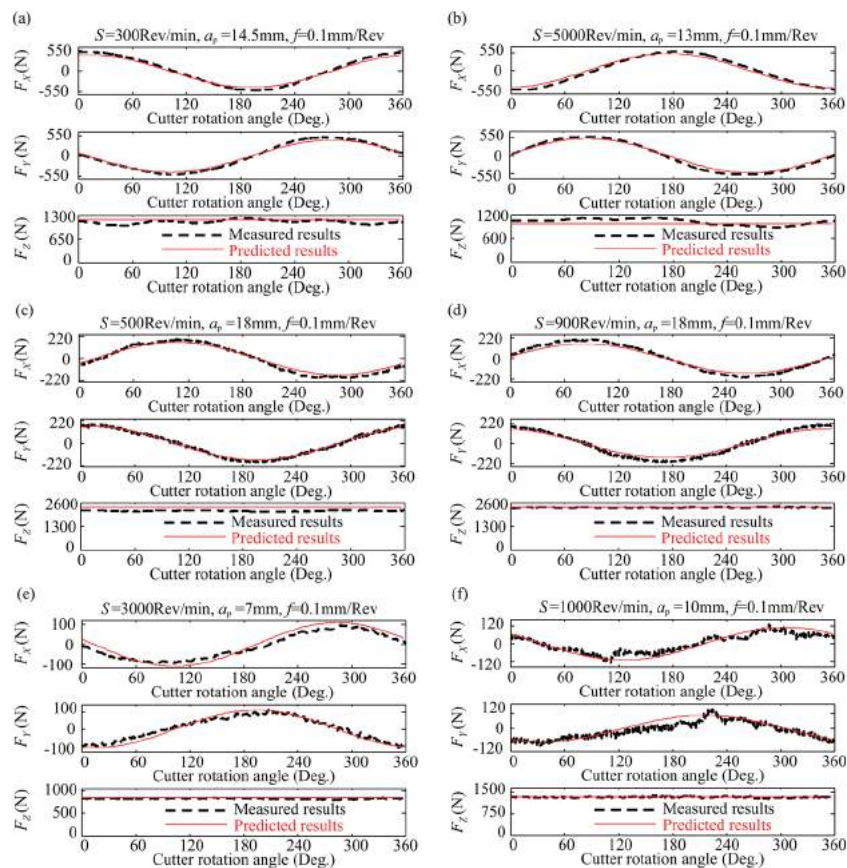 (a)
S=300Rev/min, ap =14.5mm, f=0.1mm/Rev
FX(N)
550
0
-550
0 60 120 180 240 300 360
Cutter rotation angle (Deg.)
FY(N)
550
0
-550
0 60 120 180 240 300 360
Cutter rotation angle (Deg.)
FZ(N)
1300
650
0
Measured results
Predicted results
0 60 120 180 240 300 360
Cutter rotation angle (Deg.)
(b)
S=5000Rev/min, ap =13mm, f=0.1mm/Rev
FX(N)
550
0
-550
0 60 120 180 240 300 360
Cutter rotation angle (Deg.)
FY(N)
550
0
-550
0 60 120 180 240 300 360
Cutter rotation angle (Deg.)
FZ(N)
1200
600
0
Measured results
Predicted results
0 60 120 180 240 300 360
Cutter rotation angle (Deg.)
(c)
S=500Rev/min, ap =18mm, f=0.1mm/Rev
FX(N)
220
0
-220
0 60 120 180 240 300 360
Cutter rotation angle (Deg.)
FY(N)
220
0
-220
0 60 120 180 240 300 360
Cutter rotation angle (Deg.)
FZ(N)
2600
1300
0
Measured results
Predicted results
0 60 120 180 240 300 360
Cutter rotation angle (Deg.)
(d)
S=900Rev/min, ap =18mm, f=0.1mm/Rev
FX(N)
220
0
-220
0 60 120 180 240 300 360
Cutter rotation angle (Deg.)
FY(N)
220
0
-220
0 60 120 180 240 300 360
Cutter rotation angle (Deg.)
FZ(N)
2600
1300
0
Measured results
Predicted results
0 60 120 180 240 300 360
Cutter rotation angle (Deg.)
(e)
S=3000Rev/min, ap =7mm, f=0.1mm/Rev
FX(N)
100
0
-100
0 60 120 180 240 300 360
Cutter rotation angle (Deg.)
FY(N)
100
0
-100
0 60 120 180 240 300 360
Cutter rotation angle (Deg.)
FZ(N)
1000
500
0
Measured results
Predicted results
0 60 120 180 240 300 360
Cutter rotation angle (Deg.)
(f)
S=1000Rev/min, ap =10mm, f=0.1mm/Rev
FX(N)
120
0
-120
0 60 120 180 240 300 360
Cutter rotation angle (Deg.)
FY(N)
120
0
-120
0 60 120 180 240 300 360
Cutter rotation angle (Deg.)
FZ(N)
1500
750
0
Measured results
Predicted results
0 60 120 180 240 300 360
Cutter rotation angle (Deg.)